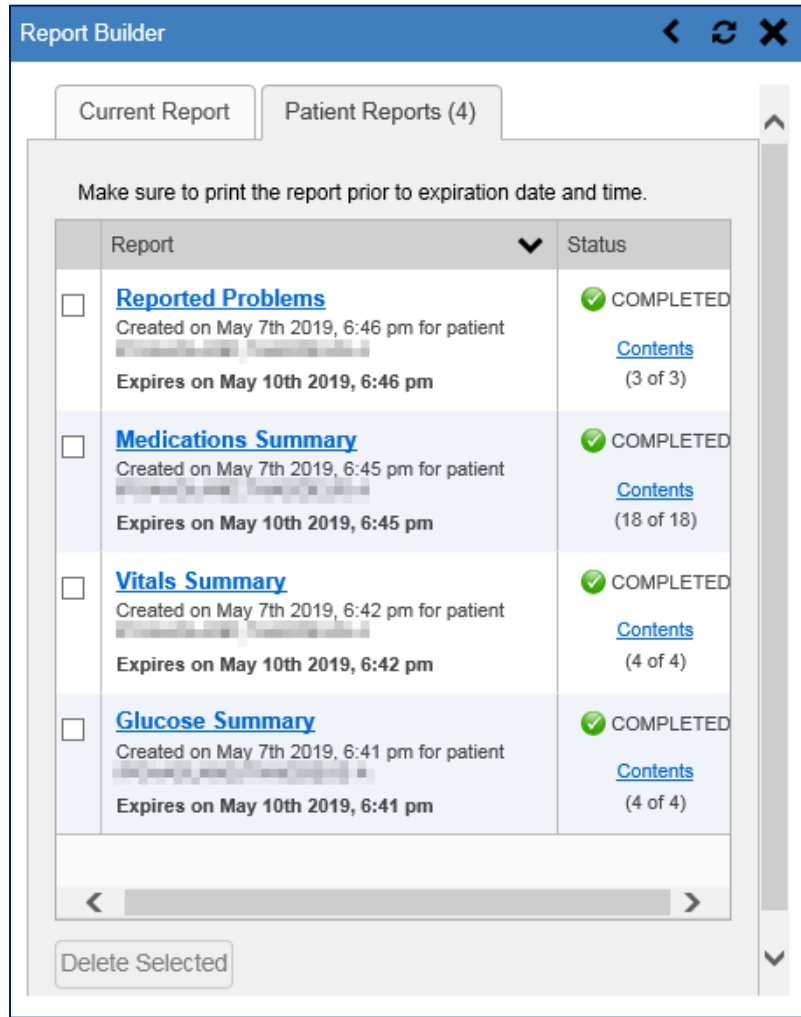 Report Builder
Current Report
Patient Reports (4)
Make sure to print the report prior to expiration date and time.
Report
Status
Reported Problems
Created on May 7th 2019, 6:46 pm for patient
Expires on May 10th 2019, 6:46 pm
COMPLETED
Contents
(3 of 3)
Medications Summary
Created on May 7th 2019, 6:45 pm for patient
Expires on May 10th 2019, 6:45 pm
COMPLETED
Contents
(18 of 18)
Vitals Summary
Created on May 7th 2019, 6:42 pm for patient
Expires on May 10th 2019, 6:42 pm
COMPLETED
Contents
(4 of 4)
Glucose Summary
Created on May 7th 2019, 6:41 pm for patient
Expires on May 10th 2019, 6:41 pm
COMPLETED
Contents
(4 of 4)
Delete Selected